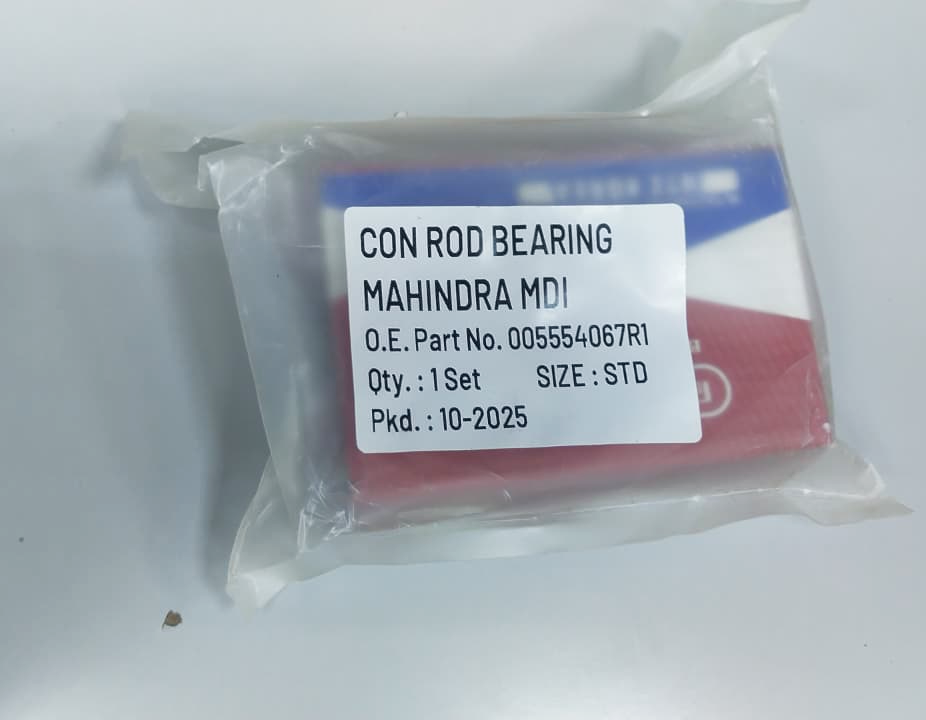 CON ROD BEARING
MAHINDRA MDI
O.E. Part No. 005554067R1
Qty. : 1 Set SIZE : STD
Pkd. : 10-2025